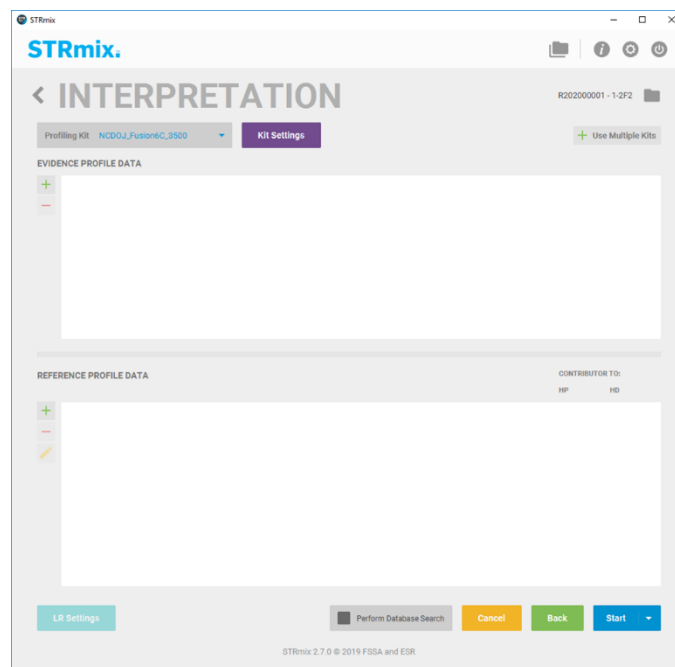 STRmix
STRmix.
INTERPRETATION
R202000001 - 1-2F2
Profiling Kit NCDOJ_Fusion6C_3500
Kit Settings
+ Use Multiple Kits
EVIDENCE PROFILE DATA
REFERENCE PROFILE DATA
CONTRIBUTOR TO:
HP HD
LR Settings
Perform Database Search
Cancel
Back
Start
STRmix 2.7.0 © 2019 FSSA and ESR